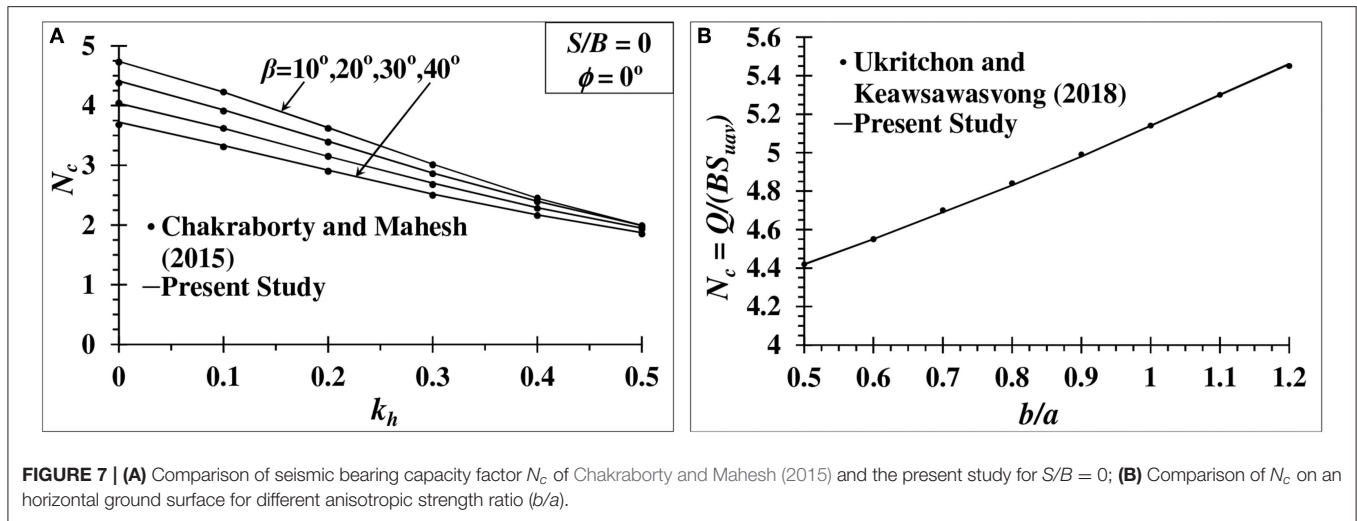 A
S/B = 0
ϕ = 0°
β=10°,20°,30°,40°
N_c
5
4
3
2
1
0
• Chakraborty and Mahesh
(2015)
—Present Study
0 0.1 0.2 0.3 0.4 0.5
k_h
B
N_c = Q/(BS_uav)
5.6
5.4
5.2
5
4.8
4.6
4.4
4.2
4
• Ukritchon and
Keawsawasvong (2018)
—Present Study
0.5 0.6 0.7 0.8 0.9 1 1.1 1.2
b/a
FIGURE 7 | (A) Comparison of seismic bearing capacity factor N_c of Chakraborty and Mahesh (2015) and the present study for S/B = 0; (B) Comparison of N_c on an
horizontal ground surface for different anisotropic strength ratio (b/a).